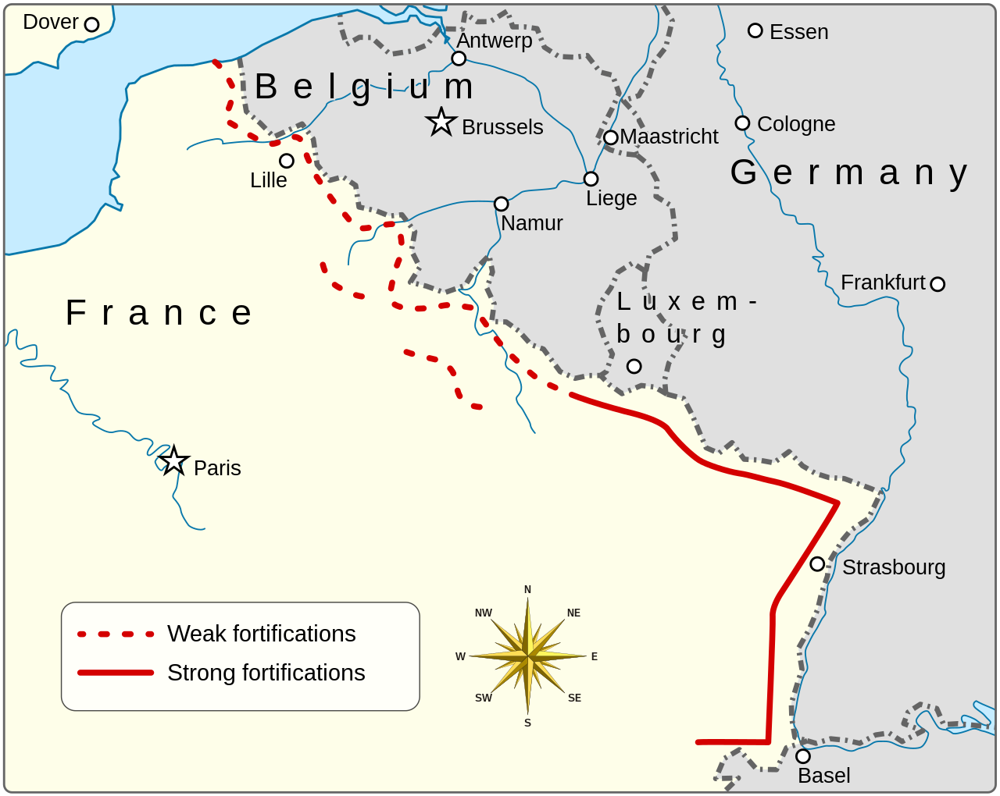 Dover
Essen
Antwerp
Belgium
Brussels
Cologne
Maastricht
Germany
Lille
Liege
Namur
Frankfurt
France
Luxem-
bourg
Paris
Strasbourg
N
NW
NE
W
E
SW
SE
S
Weak fortifications
Strong fortifications
Basel